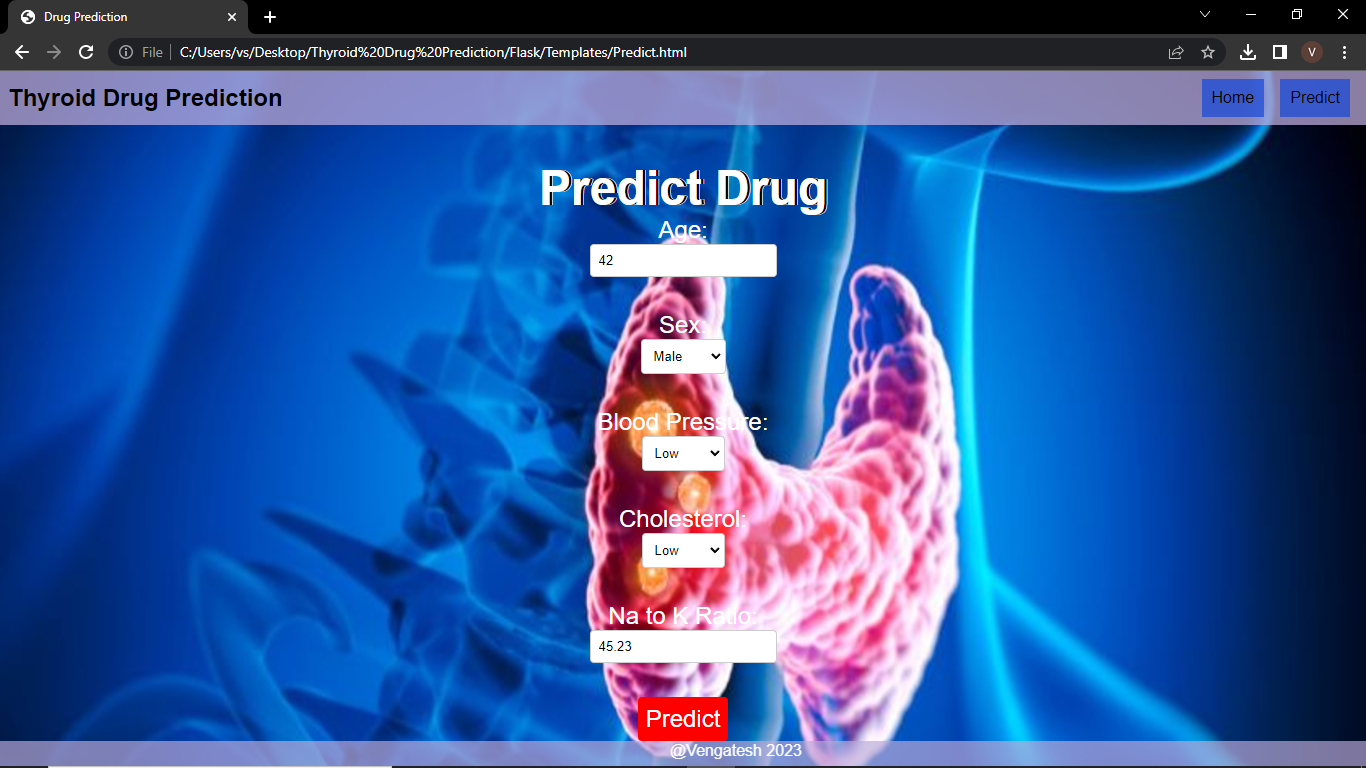 Drug Prediction
File
C:/Users/vs/Desktop/Thyroid%20Drug%20Prediction/Flask/Templates/Predict.html
V
Thyroid Drug Prediction
Home
Predict
Predict Drug
Age:
42
Sex:
Male
Blood Pressure:
Low
Cholesterol:
Low
Na to K Ratio:
45.23
Predict
@Vengatesh 2023